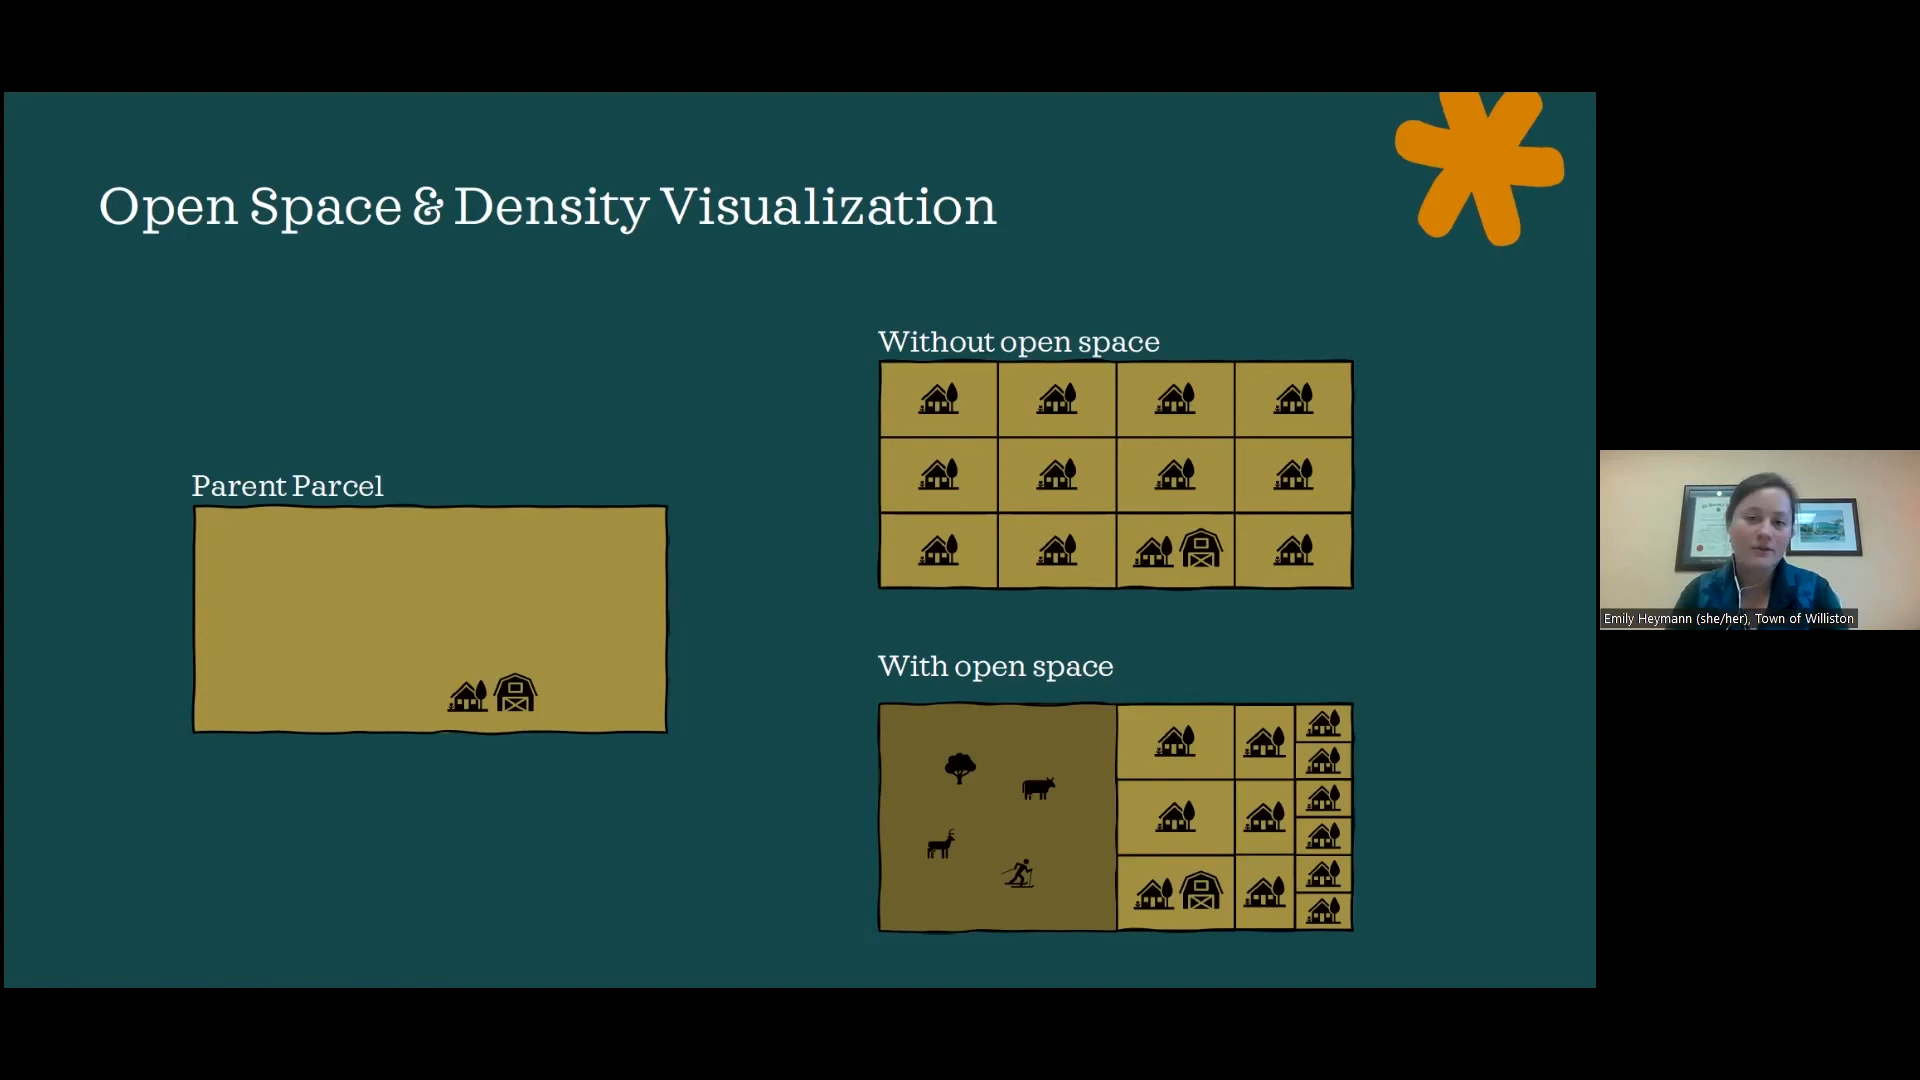 Open Space & Density Visualization
Without open space
Parent Parcel
With open space
Emily Heymann (she/her), Town of Williston